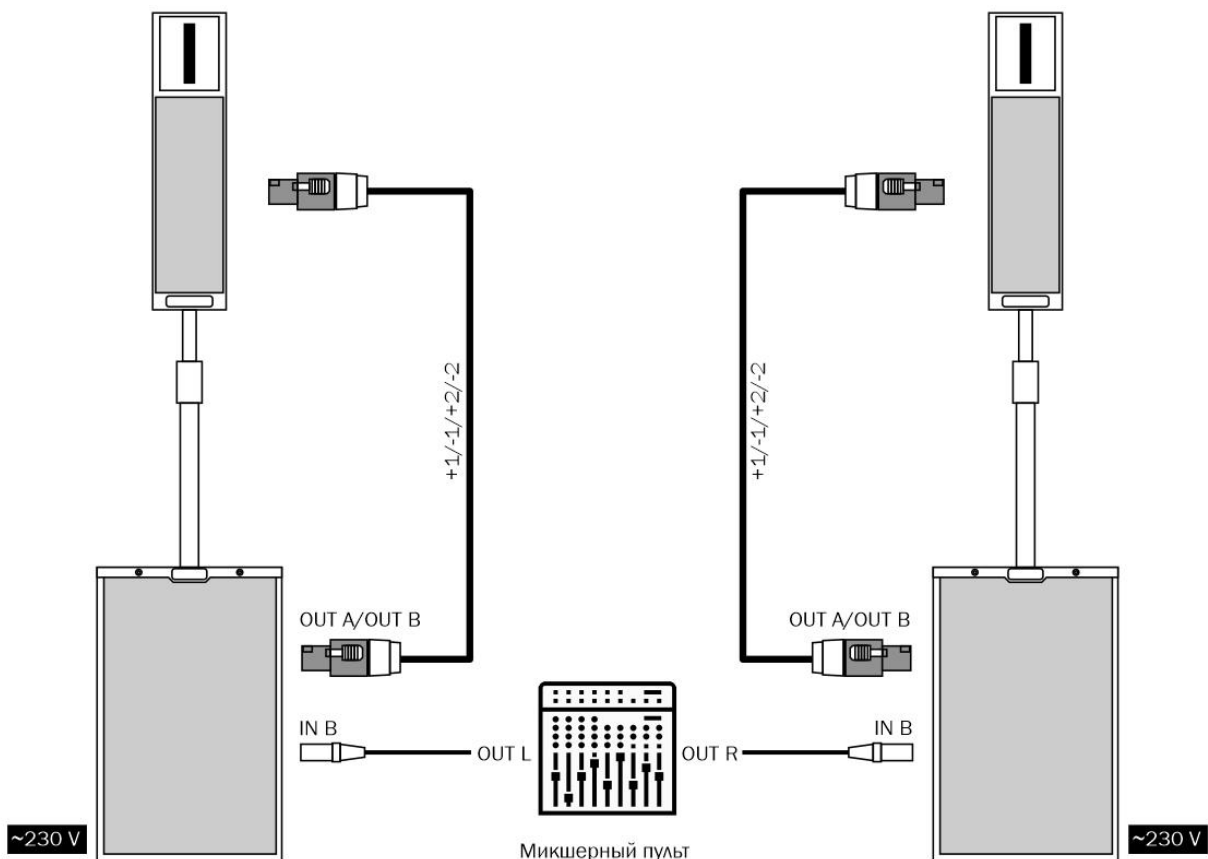 +1/-1/+2/-2
+1/-1/+2/-2
OUT A/OUT B
OUT A/OUT B
IN B
IN B
OUT L
OUT R
~230 V
~230 V
Микшерный пульт